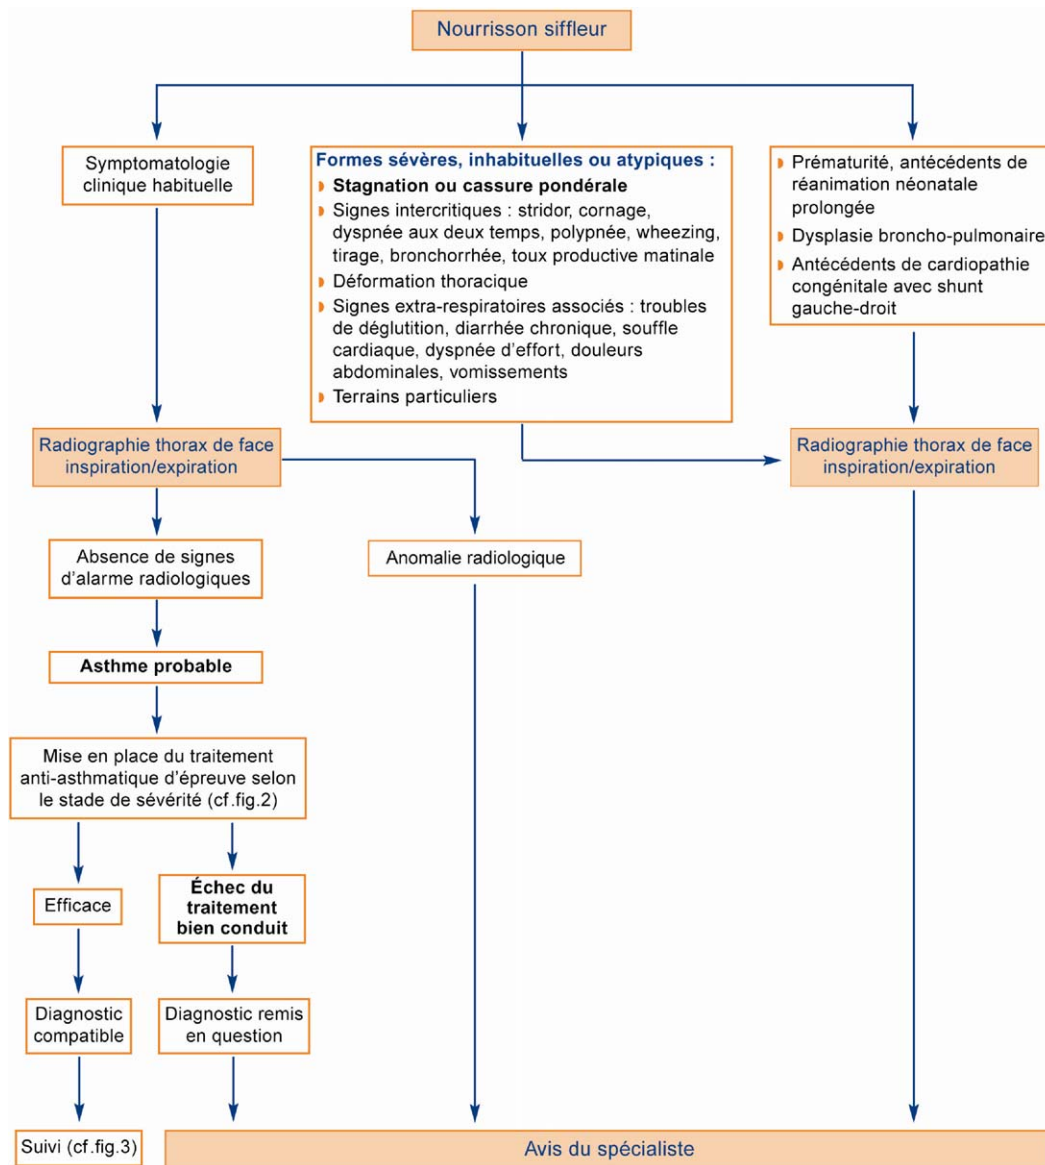 Nourrisson siffleur
Symptomatologie
clinique habituelle
Formes sévères, inhabituelles ou atypiques :
Stagnation ou cassure pondérale
Signes intercritiques : stridor, cornage,
dyspnée aux deux temps, polypnée, wheezing,
tirage, bronchorrhée, toux productive matinale
Déformation thoracique
Signes extra-respiratoires associés : troubles
de déglutition, diarrhée chronique, souffle
cardiaque, dyspnée d'effort, douleurs
abdominales, vomissements
Terrains particuliers
Prématurité, antécédents de
réanimation néonatale
prolongée
Dysplasie broncho-pulmonaire
Antécédents de cardiopathie
congénitale avec shunt
gauche-droit
Radiographie thorax de face
inspiration/expiration
Radiographie thorax de face
inspiration/expiration
Absence de signes
d'alarme radiologiques
Anomalie radiologique
Asthme probable
Mise en place du traitement
anti-asthmatique d'épreuve selon
le stade de sévérité (cf.fig.2)
Efficace
Échec du
traitement
bien conduit
Diagnostic
compatible
Diagnostic remis
en question
Suivi (cf.fig.3)
Avis du spécialiste